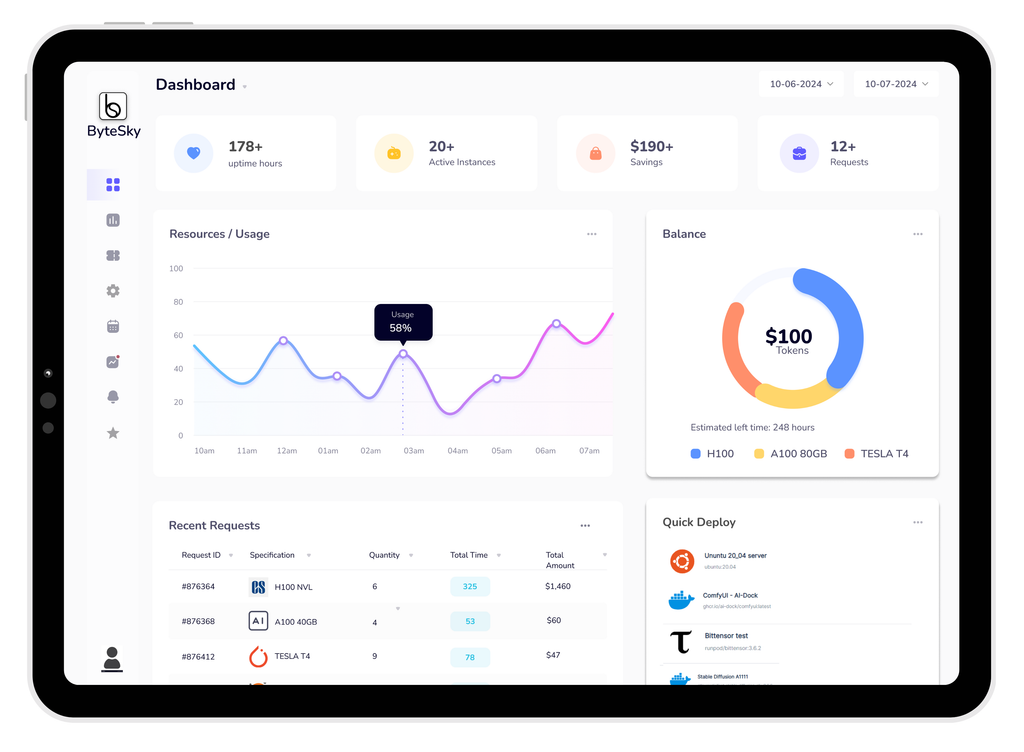 ByteSky
Dashboard
10-06-2024
10-07-2024
178+
uptime hours
20+
Active Instances
$190+
Savings
12+
Requests
Resources / Usage
100
80
60
40
20
0
Usage
58%
10am 11am 12am 01am 02am 03am 04am 05am 06am 07am
Balance
$100
Tokens
Estimated left time: 248 hours
H100 A100 80GB TESLA T4
Recent Requests
Request ID Specification Quantity Total Time Total
Amount
#876364 H100 NVL 6 325 $1,460
#876368 AI A100 40GB 4 53 $60
#876412 TESLA T4 9 78 $47
Quick Deploy
Ununtu 20_04 server
ubuntu:20.04
ComfyUI - AI-Dock
ghcr.io/ai-dock/comfyui:latest
Bittensor test
runpod/bittensor:3.6.2
Stable Diffusion A1111